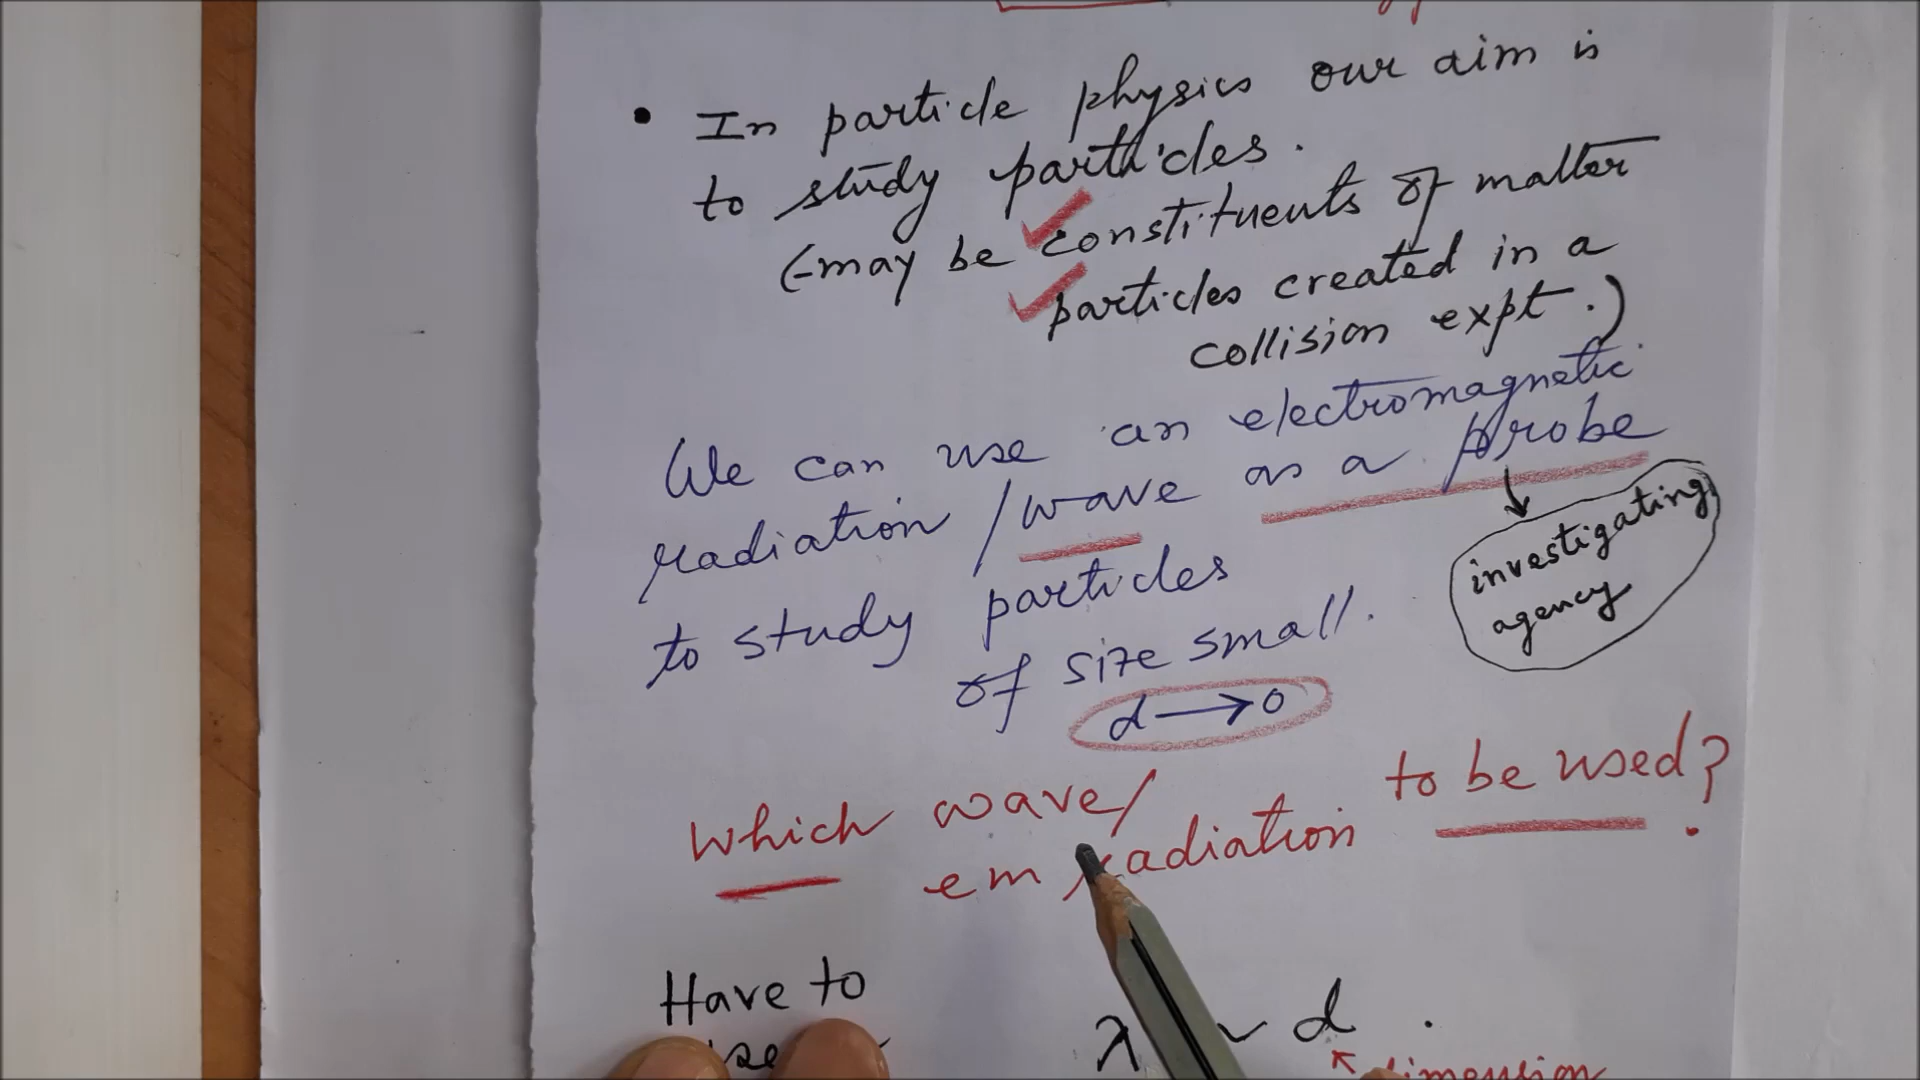 • In particle physics our aim is
to study particles.
(-may be ✓constituents of matter
✓particles created in a
collision expt.)
We can use an electromagnetic
radiation/wave as a probe
investigating
agency
to study particles
of size small.
d → 0
which wave/
em radiation to be used?
Have to
λ ~ d .
dimension